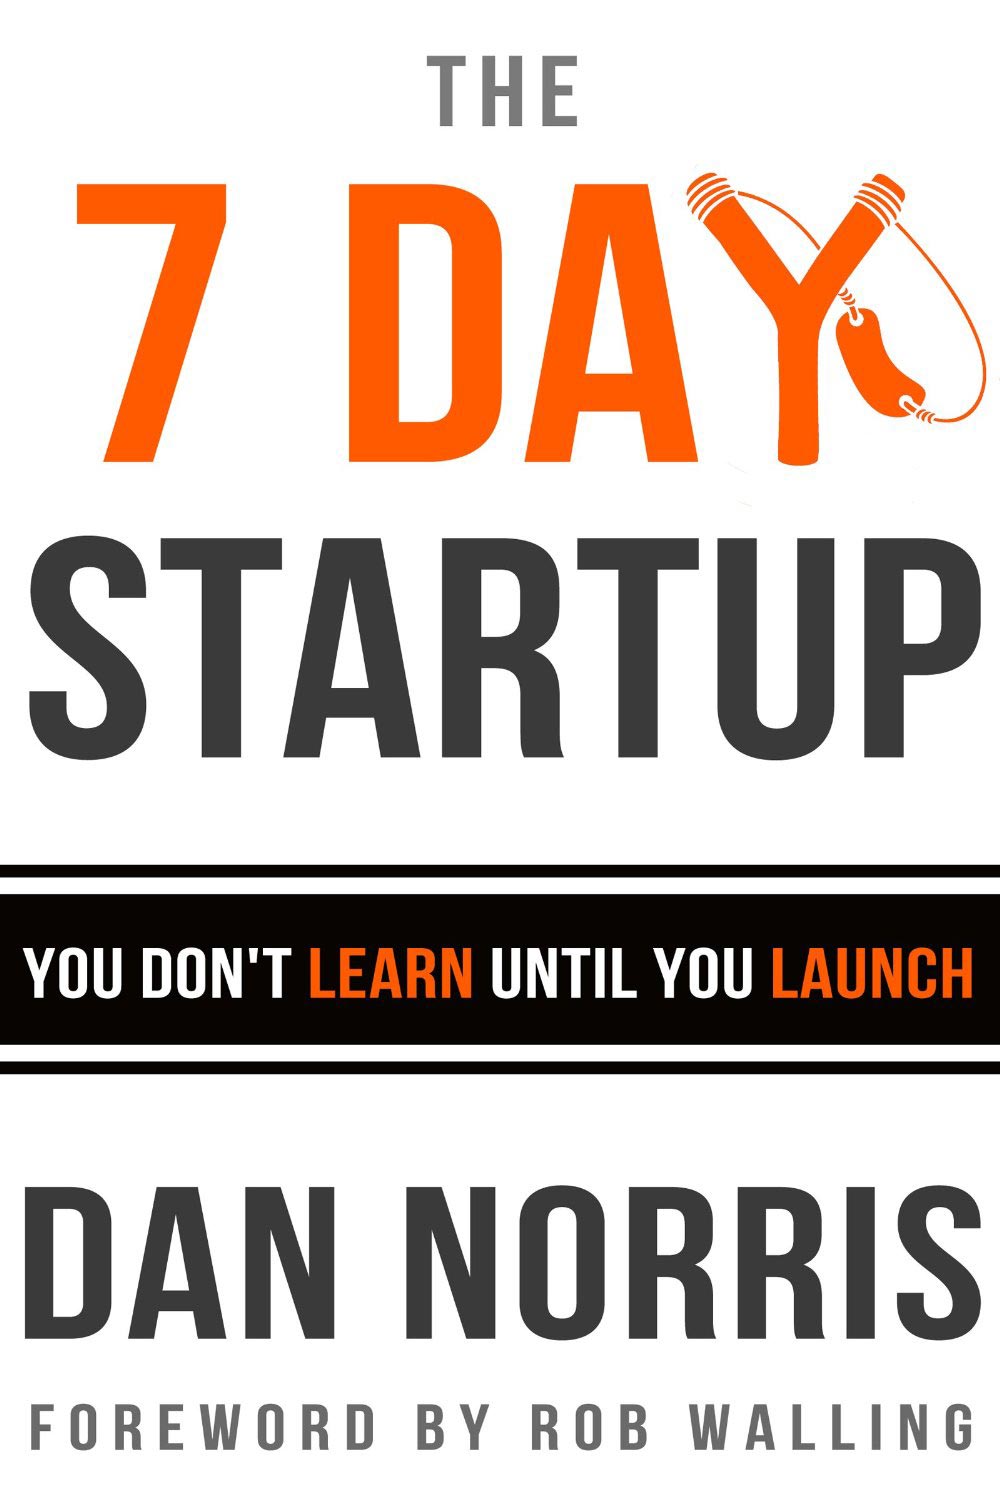 THE
7 DAY
STARTUP
YOU DON'T LEARN UNTIL YOU LAUNCH
DAN NORRIS
FOREWORD BY ROB WALLING